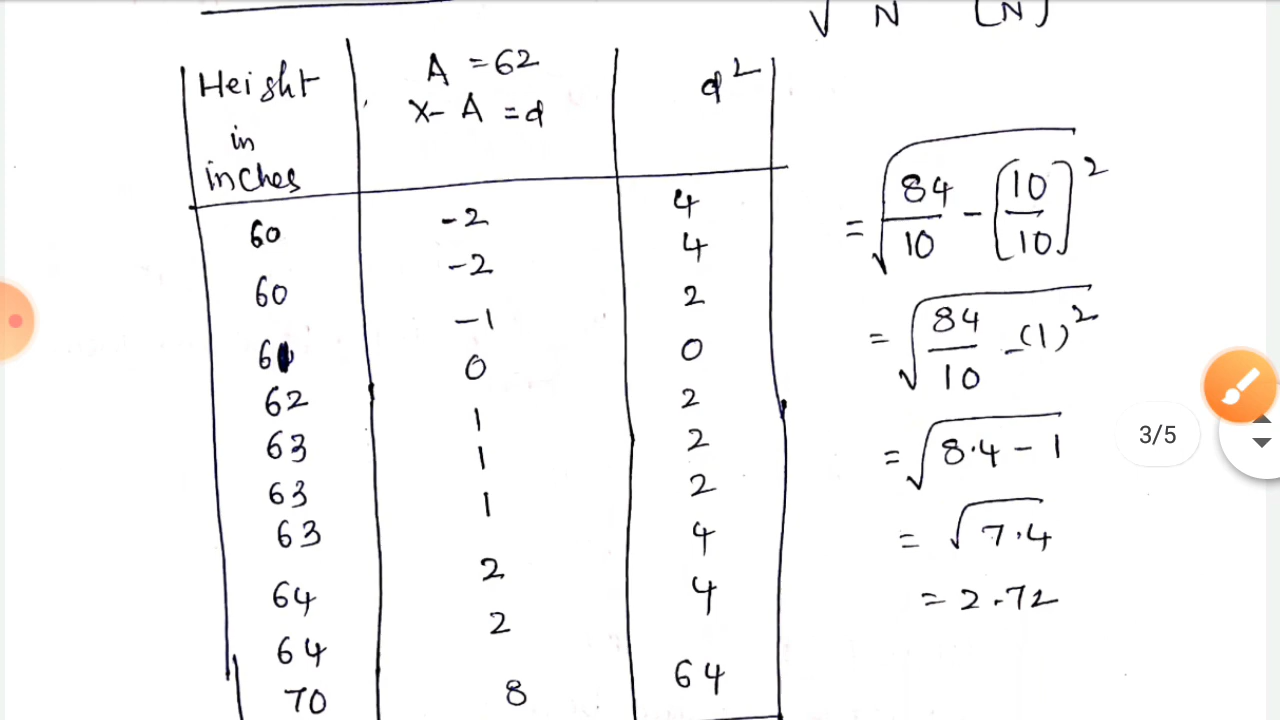 √ N (N)
Height in inches | A = 62 X- A = d | d²
60 | -2 | 4
60 | -2 | 4
61 | -1 | 2
62 | 0 | 0
63 | 1 | 2
63 | 1 | 2
63 | 1 | 2
64 | 2 | 4
64 | 2 | 4
70 | 8 | 64
= √ 84/10 - [10/10]²
= √ 84/10 - (1)²
= √ 8.4 - 1
= √ 7.4
= 2.72
3/5